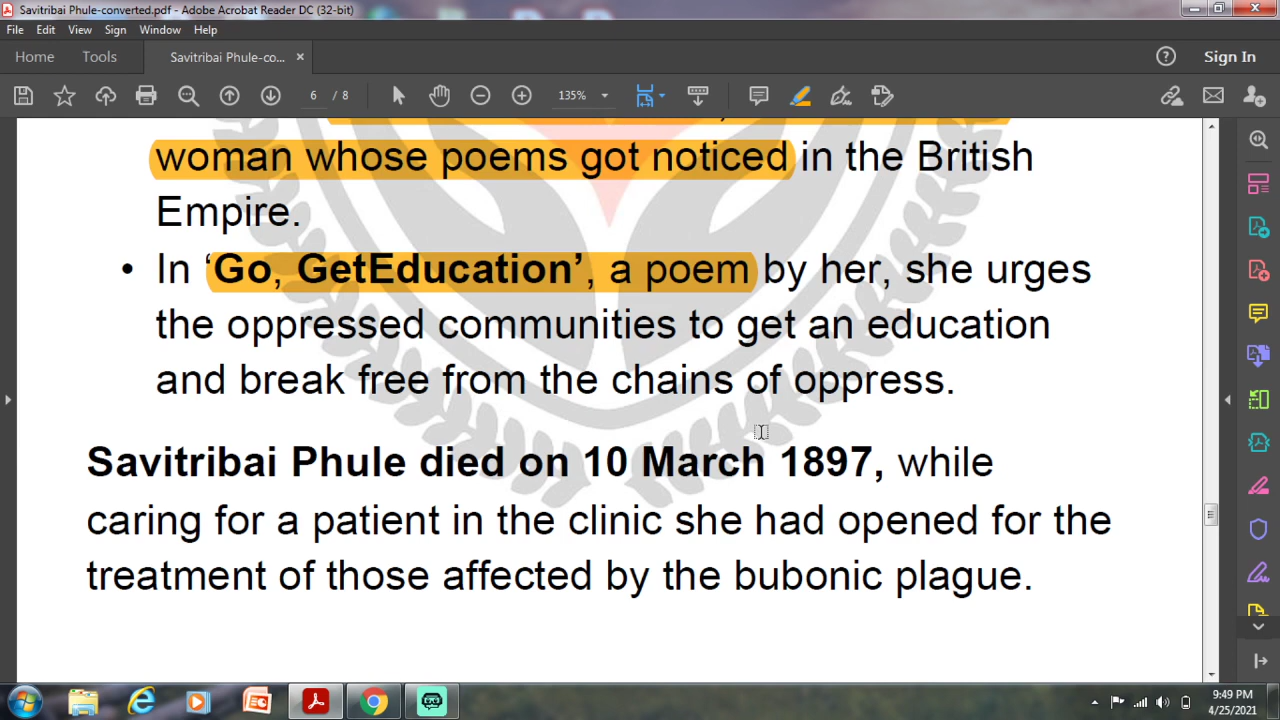 Savitribai Phule-converted.pdf - Adobe Acrobat Reader DC (32-bit)
File Edit View Sign Window Help
Home Tools Savitribai Phule-co... × Sign In
6 / 8 135%
woman whose poems got noticed in the British
Empire.
• In ‘Go, GetEducation’, a poem by her, she urges
the oppressed communities to get an education
and break free from the chains of oppress.
Savitribai Phule died on 10 March 1897, while
caring for a patient in the clinic she had opened for the
treatment of those affected by the bubonic plague.
9:49 PM
4/25/2021